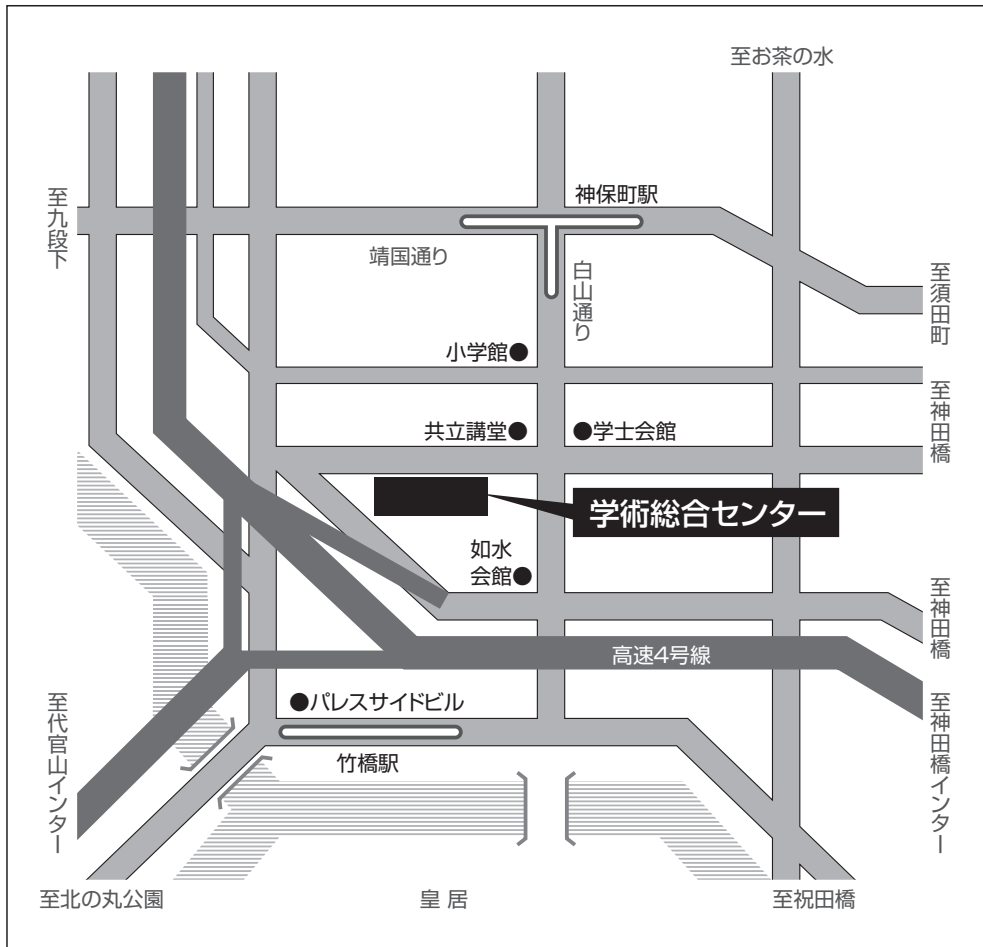 至お茶の水
神保町駅
至九段下
靖国通り
白山通り
至須田町
小学館
至神田橋
共立講堂
学士会館
学術総合センター
如水
会館
至神田橋
高速4号線
パレスサイドビル
至代官山インター
至神田橋インター
竹橋駅
至北の丸公園
皇居
至祝田橋